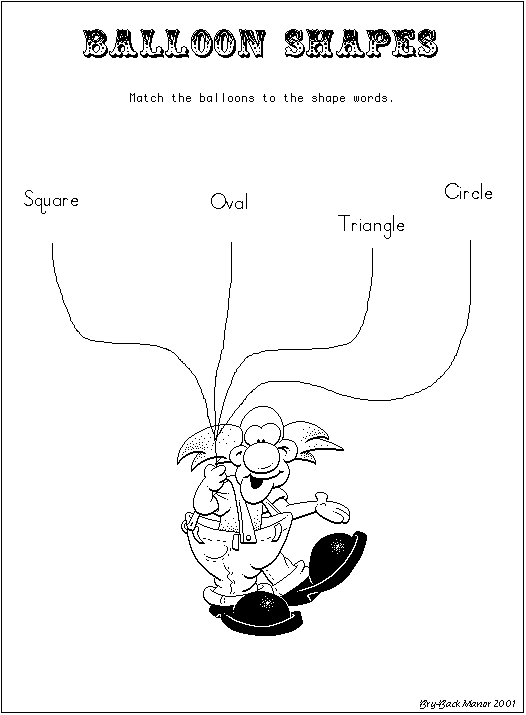 BALLOON SHAPES
Match the balloons to the shape words.
Square
Oval
Triangle
Circle
Bry-Back Manor 2001